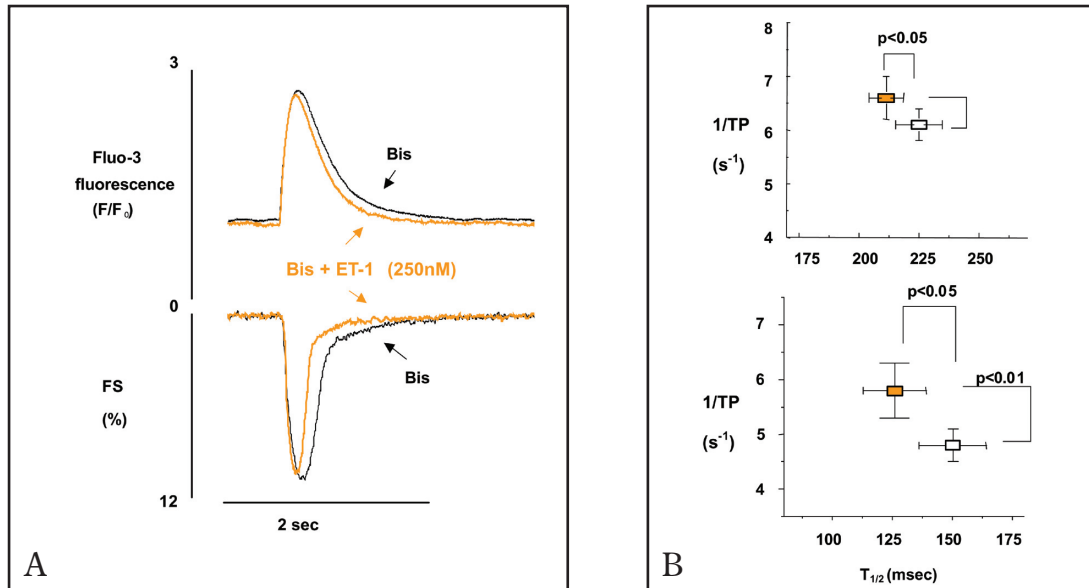 3
Fluo-3
fluorescence
(F/F₀)
Bis
Bis + ET-1 (250nM)
0
FS
(%)
Bis
12
2 sec
A
8
7
6
5
4
p<0.05
1/TP
(s⁻¹)
175 200 225 250
7
6
5
4
p<0.05
p<0.01
1/TP
(s⁻¹)
100 125 150 175
T₁/₂ (msec)
B